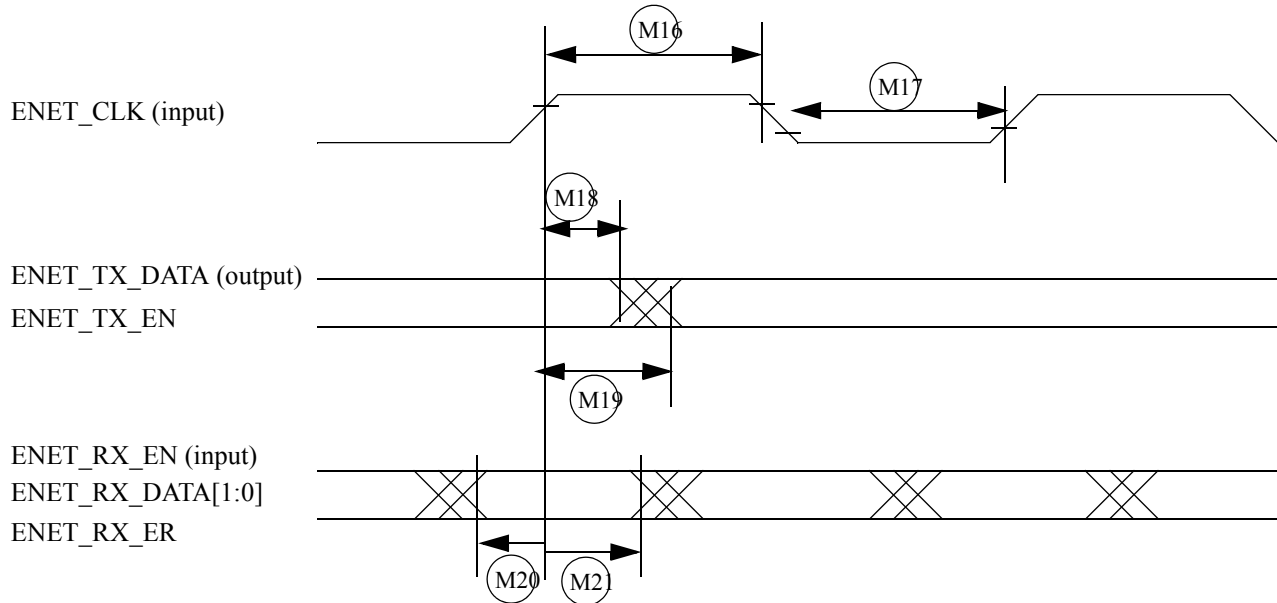 M16
M17
ENET_CLK (input)
M18
ENET_TX_DATA (output)
ENET_TX_EN
M19
ENET_RX_EN (input)
ENET_RX_DATA[1:0]
ENET_RX_ER
M20
M21